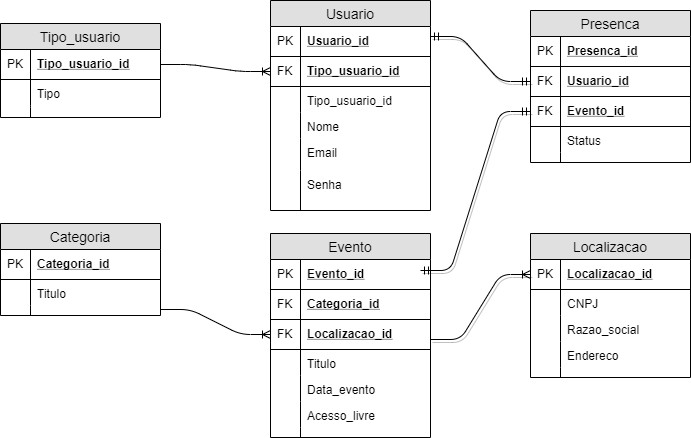 Tipo_usuario
PK Tipo_usuario_id
Tipo
Usuario
PK Usuario_id
FK Tipo_usuario_id
Tipo_usuario_id
Nome
Email
Senha
Presenca
PK Presenca_id
FK Usuario_id
FK Evento_id
Status
Categoria
PK Categoria_id
Titulo
Evento
PK Evento_id
FK Categoria_id
FK Localizacao_id
Titulo
Data_evento
Acesso_livre
Localizacao
PK Localizacao_id
CNPJ
Razao_social
Endereco